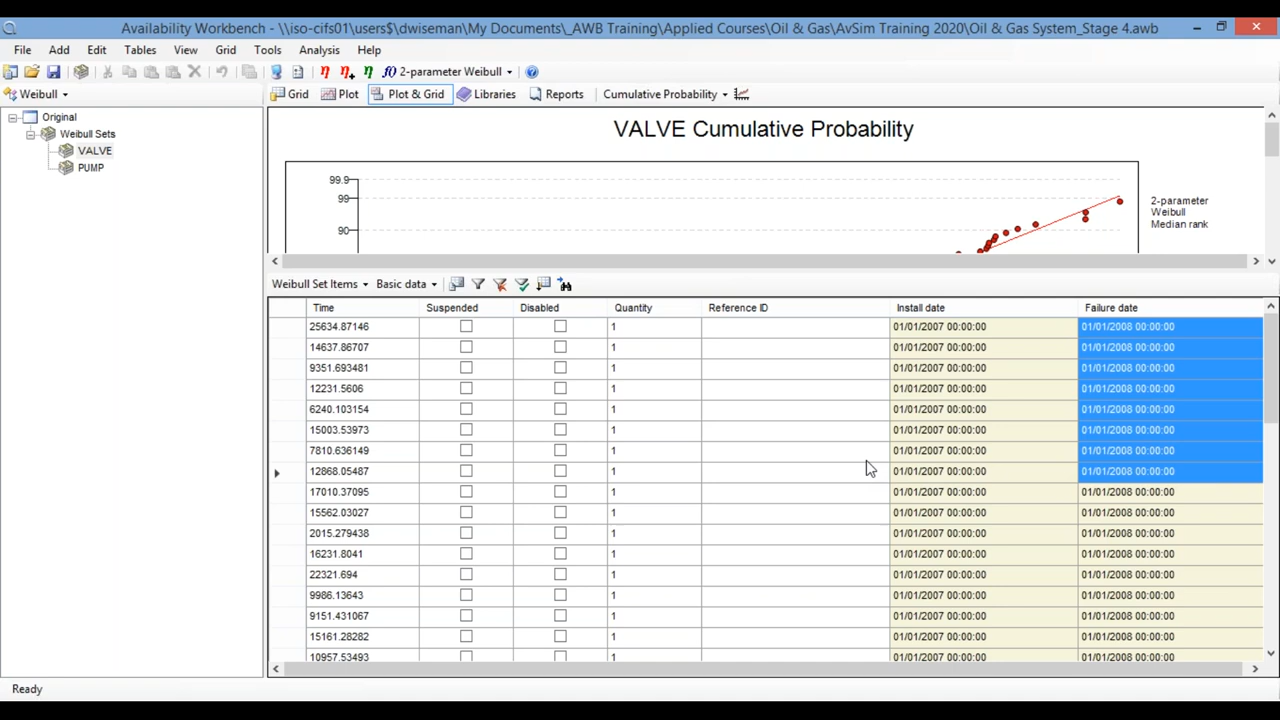 Availability Workbench - \\iso-cifs01\users$\dwiseman\My Documents\_AWB Training\Applied Courses\Oil & Gas\AvSim Training 2020\Oil & Gas System_Stage 4.awb
File Add Edit Tables View Grid Tools Analysis Help
2-parameter Weibull
Weibull Grid Plot Plot & Grid Libraries Reports Cumulative Probability
Original
Weibull Sets
VALVE
PUMP
VALVE Cumulative Probability
99.9
99
90
2-parameter
Weibull
Median rank
Weibull Set Items Basic data
Time Suspended Disabled Quantity Reference ID Install date Failure date
25634.87146 1 01/01/2007 00:00:00 01/01/2008 00:00:00
14637.86707 1 01/01/2007 00:00:00 01/01/2008 00:00:00
9351.693481 1 01/01/2007 00:00:00 01/01/2008 00:00:00
12231.5606 1 01/01/2007 00:00:00 01/01/2008 00:00:00
6240.103154 1 01/01/2007 00:00:00 01/01/2008 00:00:00
15003.53973 1 01/01/2007 00:00:00 01/01/2008 00:00:00
7810.636149 1 01/01/2007 00:00:00 01/01/2008 00:00:00
12868.05487 1 01/01/2007 00:00:00 01/01/2008 00:00:00
17010.37095 1 01/01/2007 00:00:00 01/01/2008 00:00:00
15562.03027 1 01/01/2007 00:00:00 01/01/2008 00:00:00
2015.279438 1 01/01/2007 00:00:00 01/01/2008 00:00:00
16231.8041 1 01/01/2007 00:00:00 01/01/2008 00:00:00
22321.694 1 01/01/2007 00:00:00 01/01/2008 00:00:00
9986.13643 1 01/01/2007 00:00:00 01/01/2008 00:00:00
9151.431067 1 01/01/2007 00:00:00 01/01/2008 00:00:00
15161.28282 1 01/01/2007 00:00:00 01/01/2008 00:00:00
10957.53493 1 01/01/2007 00:00:00 01/01/2008 00:00:00
Ready